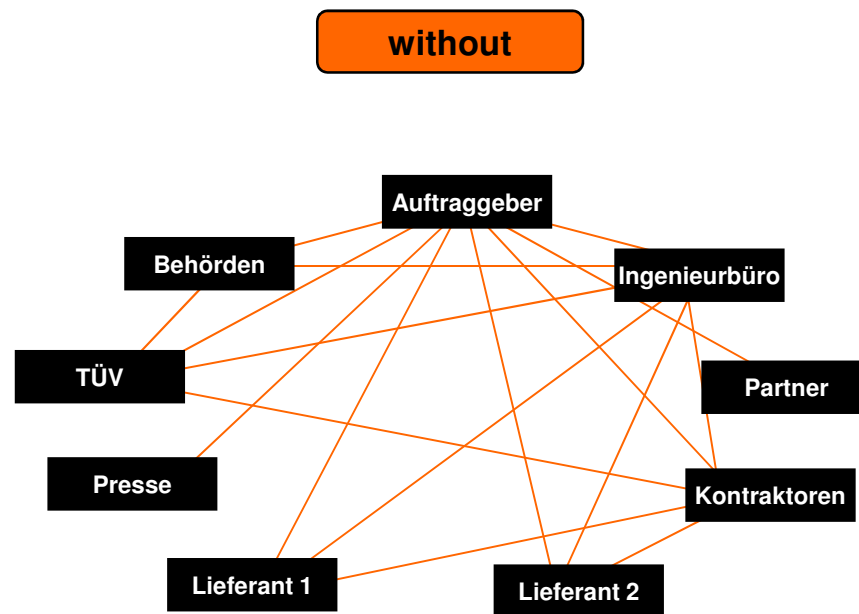 without
Auftraggeber
Behörden
Ingenieurbüro
TÜV
Partner
Presse
Kontraktoren
Lieferant 1
Lieferant 2